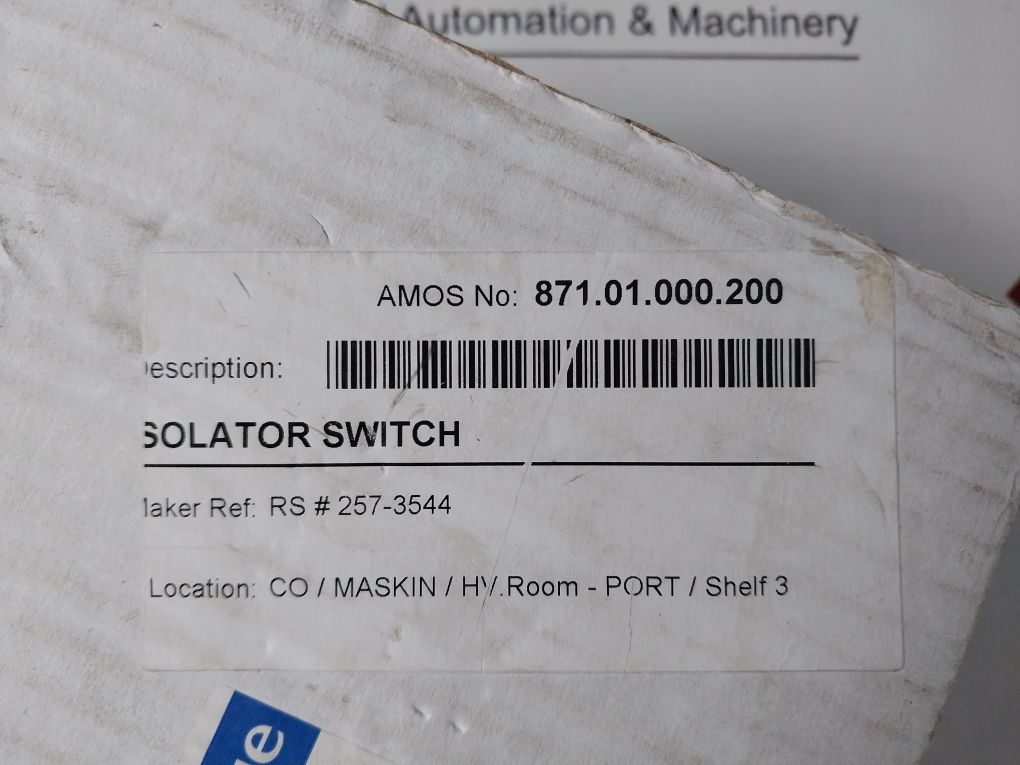 Automation & Machinery
AMOS No: 871.01.000.200
escription:
SOLATOR SWITCH
laker Ref: RS # 257-3544
Location: CO / MASKIN / HV.Room - PORT / Shelf 3
ue